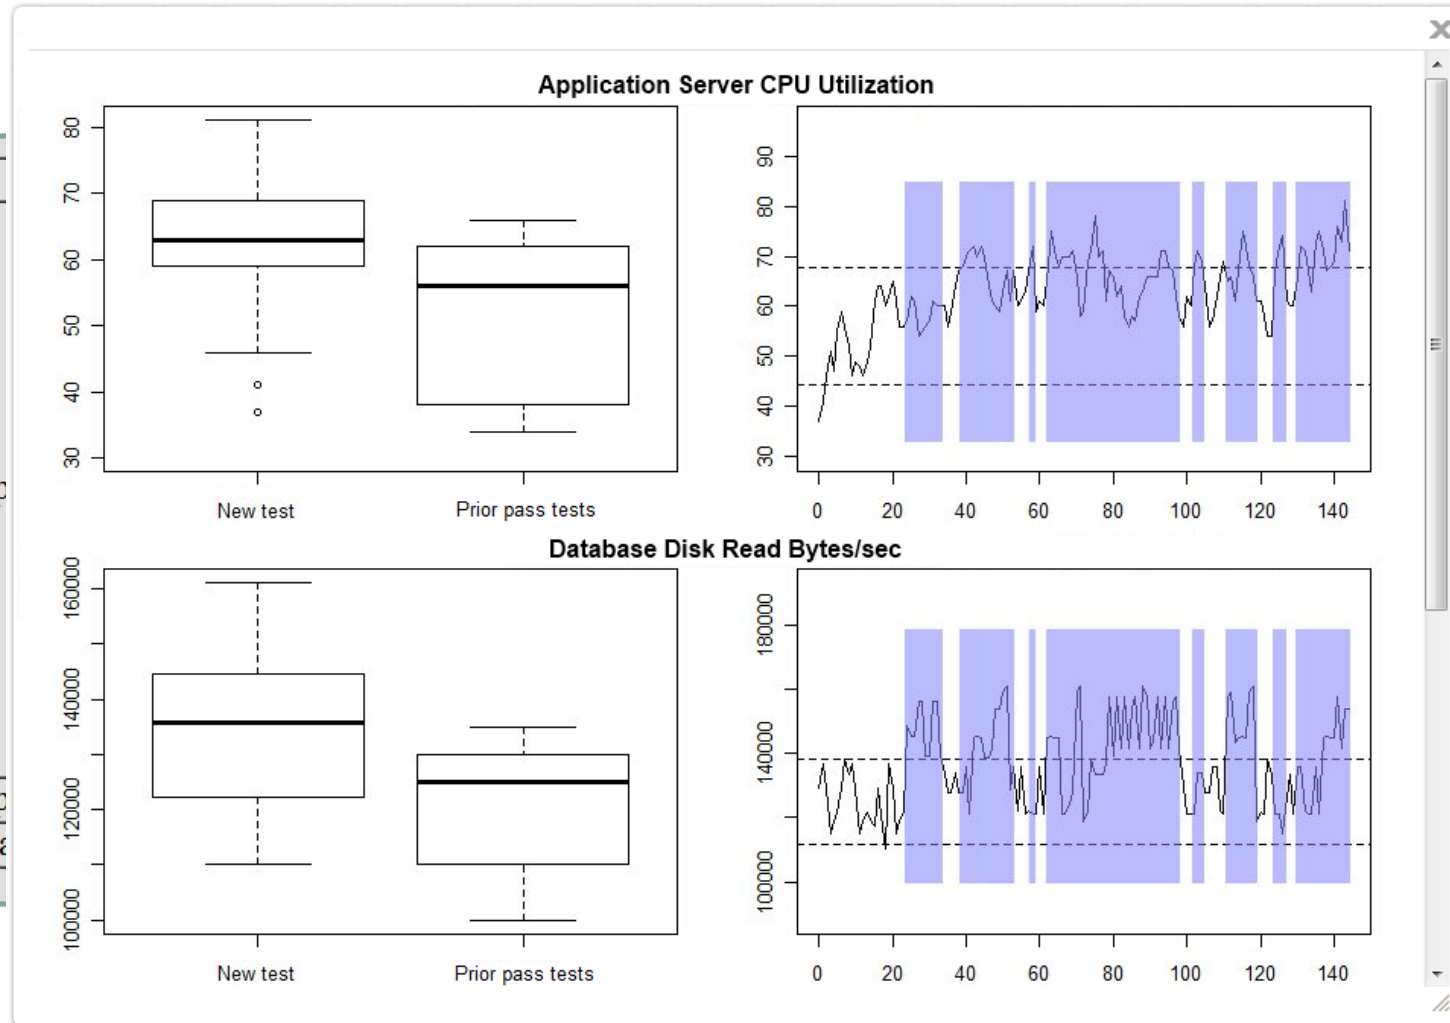 Application Server CPU Utilization
80
70
60
50
40
30
New test
Prior pass tests
90
80
70
60
50
40
30
0 20 40 60 80 100 120 140
Database Disk Read Bytes/sec
160000
140000
120000
100000
New test
Prior pass tests
180000
140000
100000
0 20 40 60 80 100 120 140